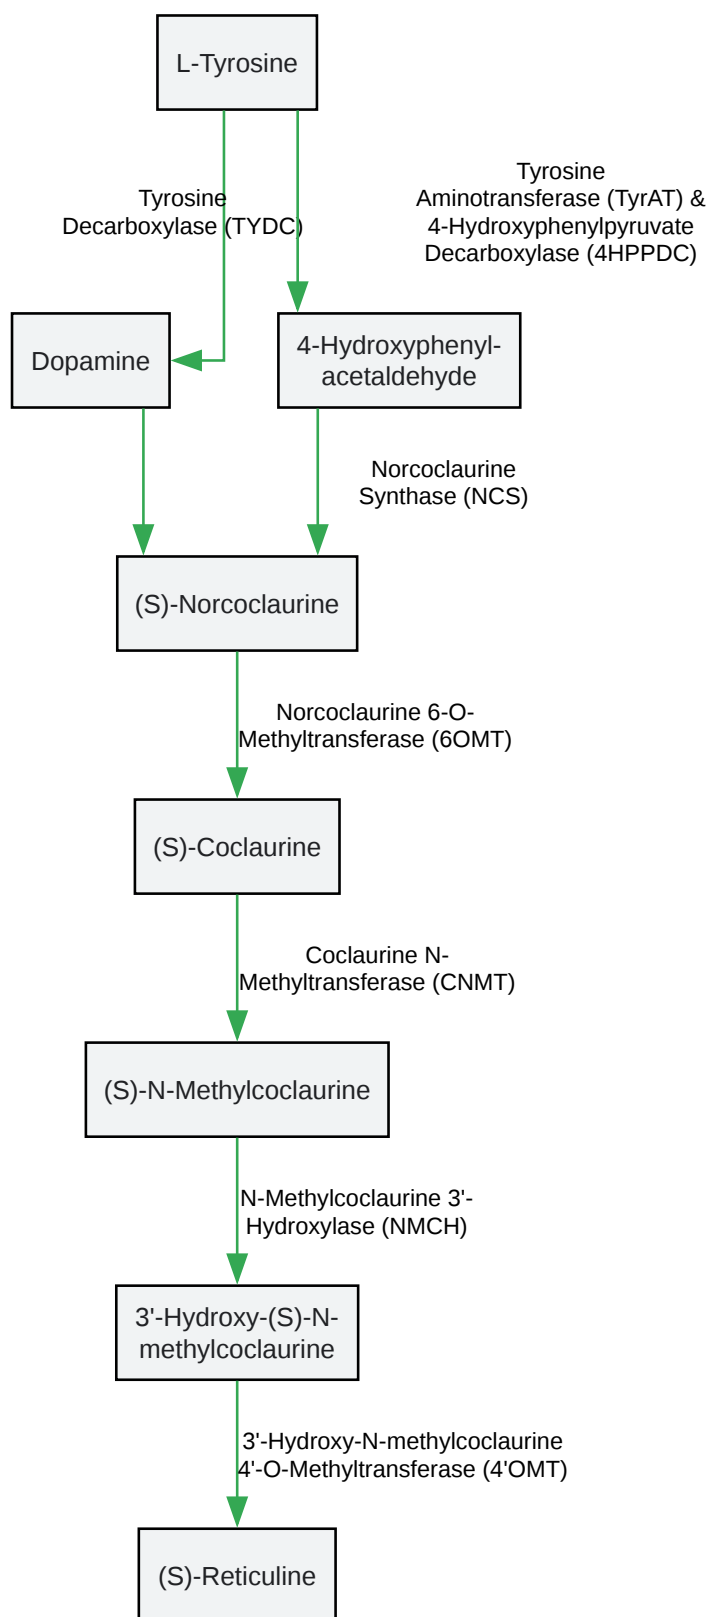 L-Tyrosine
Tyrosine
Decarboxylase (TYDC)
Tyrosine
Aminotransferase (TyrAT) &
4-Hydroxyphenylpyruvate
Decarboxylase (4HPPDC)
Dopamine
4-Hydroxyphenyl-
acetaldehyde
Norcoclaurine
Synthase (NCS)
(S)-Norcoclaurine
Norcoclaurine 6-O-
Methyltransferase (6OMT)
(S)-Coclaurine
Coclaurine N-
Methyltransferase (CNMT)
(S)-N-Methylcoclaurine
N-Methylcoclaurine 3'-
Hydroxylase (NMCH)
3'-Hydroxy-(S)-N-
methylcoclaurine
3'-Hydroxy-N-methylcoclaurine
4'-O-Methyltransferase (4'OMT)
(S)-Reticuline